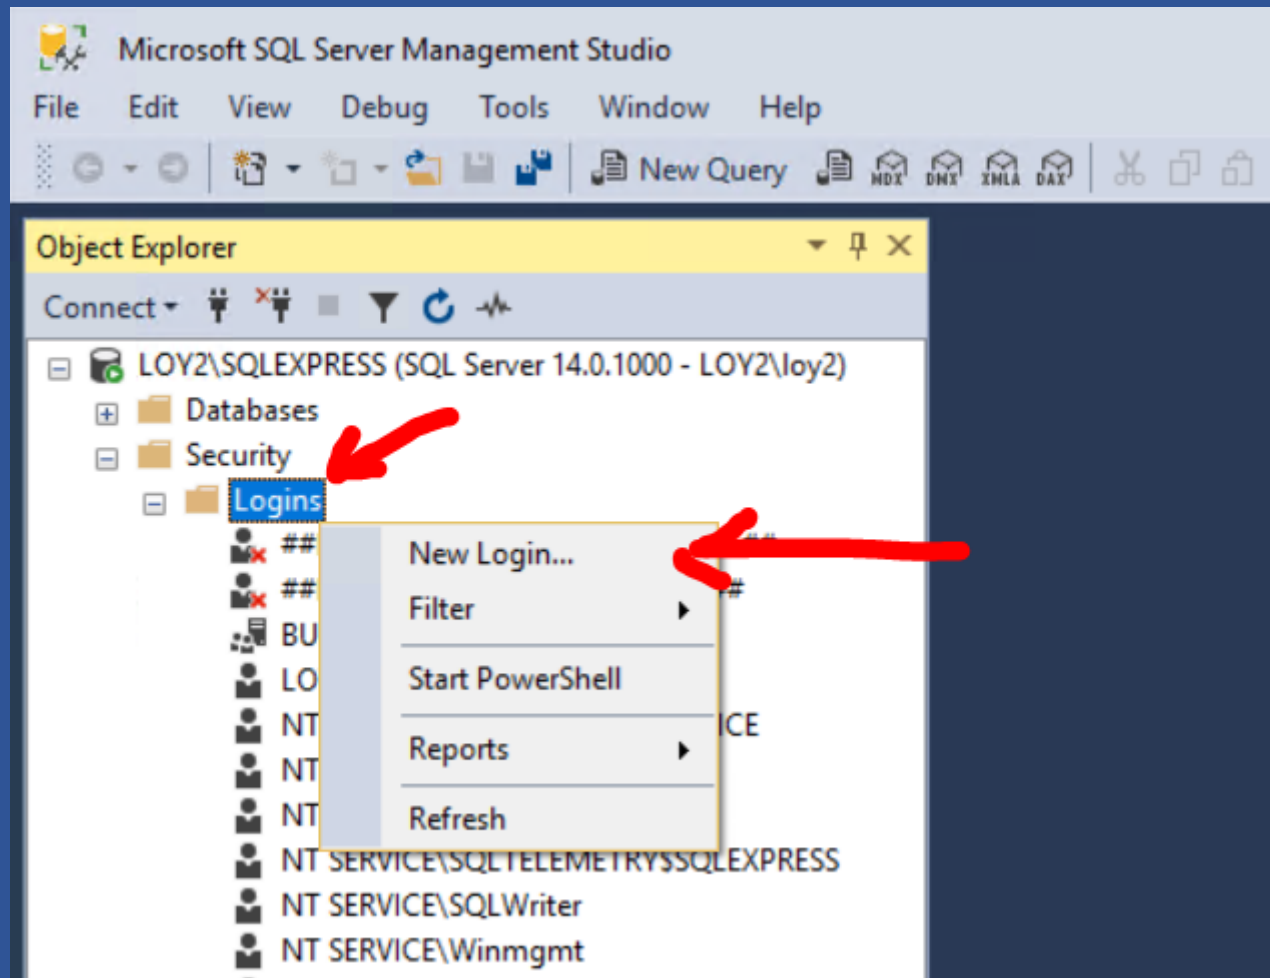 Microsoft SQL Server Management Studio
File Edit View Debug Tools Window Help
New Query MDX DMX XMLA DAX
Object Explorer
Connect
LOY2\SQLEXPRESS (SQL Server 14.0.1000 - LOY2\loy2)
Databases
Security
Logins
## ##
New Login...
## #
Filter
BU
LO
Start PowerShell
NT ICE
Reports
NT
NT
Refresh
NT SERVICE\SQLTELEMETRY$SQLEXPRESS
NT SERVICE\SQLWriter
NT SERVICE\Winmgmt